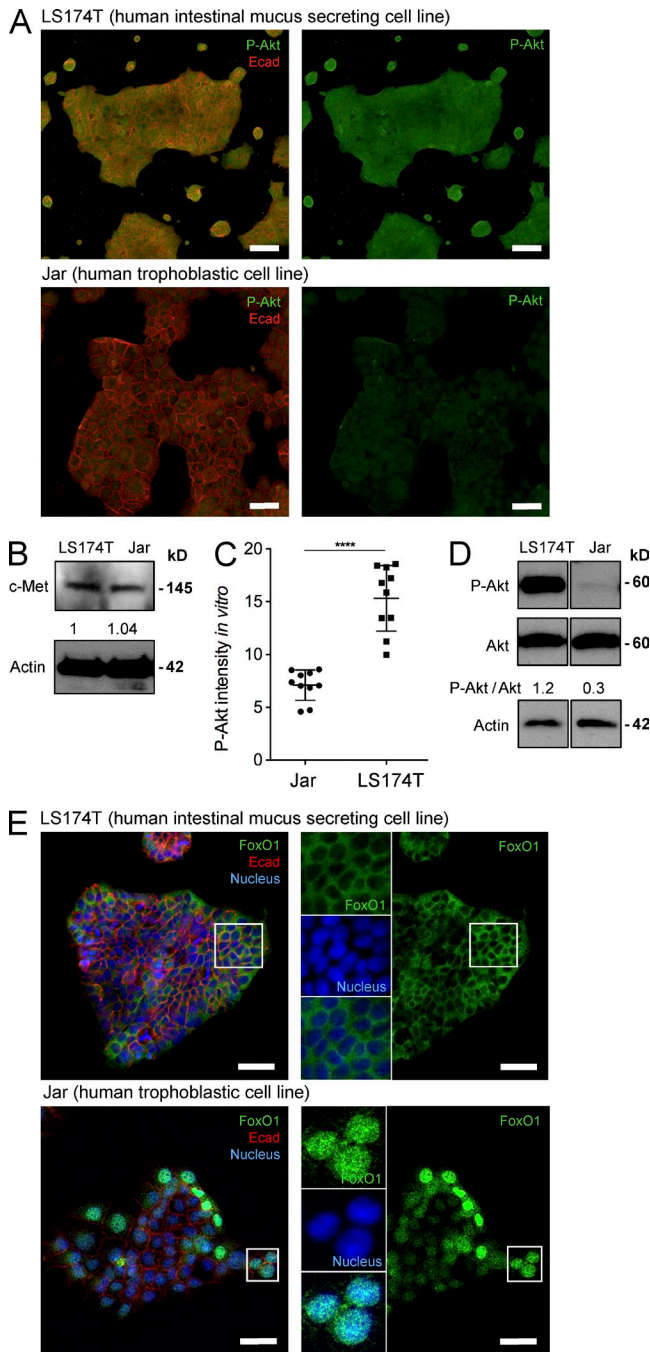 A
LS174T (human intestinal mucus secreting cell line)
P-Akt
Ecad
P-Akt
Jar (human trophoblastic cell line)
P-Akt
Ecad
P-Akt
B
LS174T Jar kD
c-Met -145
1 1.04
Actin -42
C
****
P-Akt intensity in vitro
20
15
10
5
0
Jar LS174T
D
LS174T Jar kD
P-Akt -60
Akt -60
P-Akt/Akt 1.2 0.3
Actin -42
E
LS174T (human intestinal mucus secreting cell line)
FoxO1
Ecad
Nucleus
FoxO1
Nucleus
FoxO1
Jar (human trophoblastic cell line)
FoxO1
Ecad
Nucleus
FoxO1
Nucleus
FoxO1